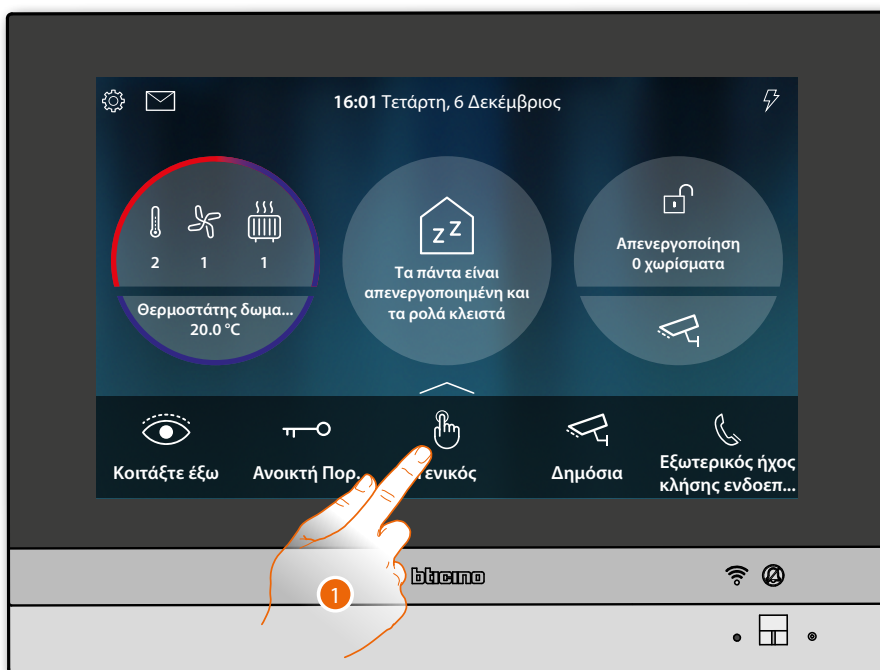 16:01 Τετάρτη, 6 Δεκέμβριος
2 1 1
Θερμοστάτης δωμα...
20.0 °C
Τα πάντα είναι
απενεργοποιημένη και
τα ρολά κλειστά
Απενεργοποίηση
0 χωρίσματα
Κοιτάξτε έξω
Ανοικτή Πορ.
ενικός
Δημόσια
Εξωτερικός ήχος
κλήσης ενδοεπ...
bticino
1